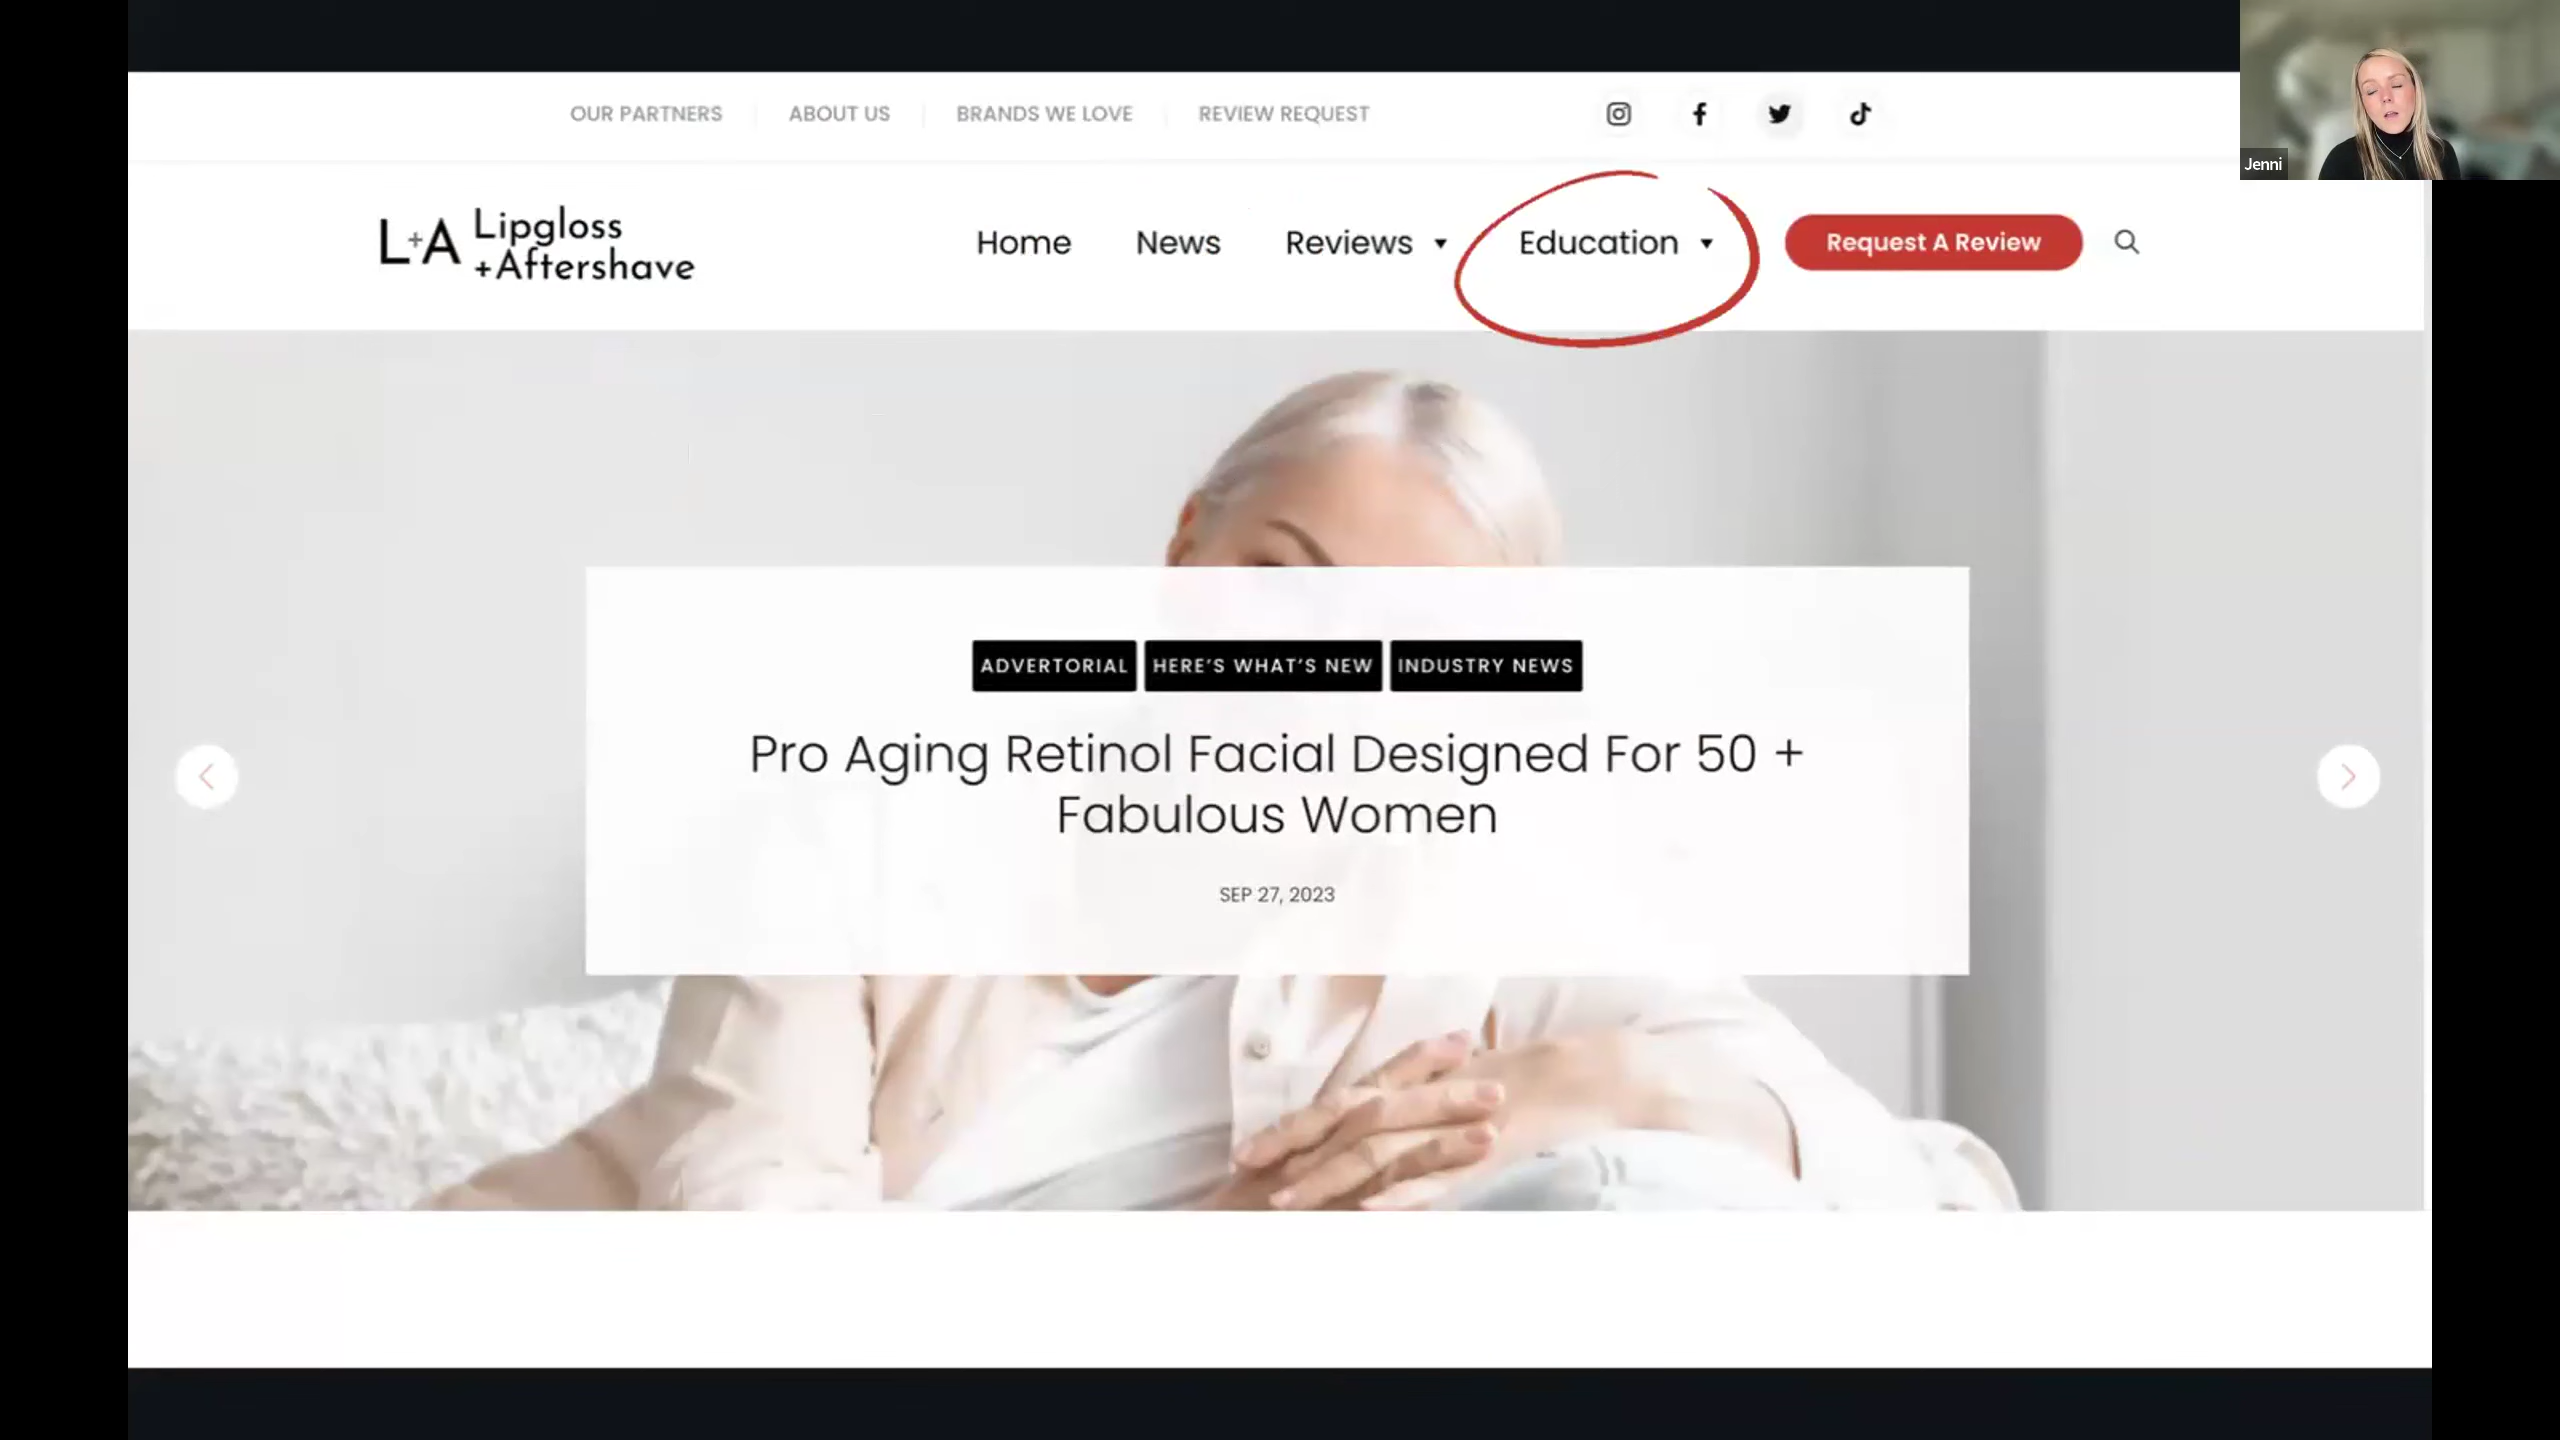 OUR PARTNERS
ABOUT US
BRANDS WE LOVE
REVIEW REQUEST
Jenni
L+A Lipgloss
+Aftershave
Home
News
Reviews
Education
Request A Review
ADVERTORIAL
HERE'S WHAT'S NEW
INDUSTRY NEWS
Pro Aging Retinol Facial Designed For 50 +
Fabulous Women
SEP 27, 2023